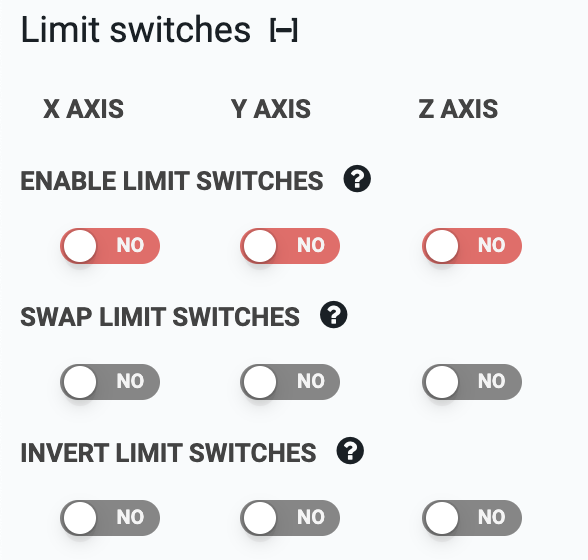 Limit switches [–]
X AXIS Y AXIS Z AXIS
ENABLE LIMIT SWITCHES ?
NO NO NO
SWAP LIMIT SWITCHES ?
NO NO NO
INVERT LIMIT SWITCHES ?
NO NO NO